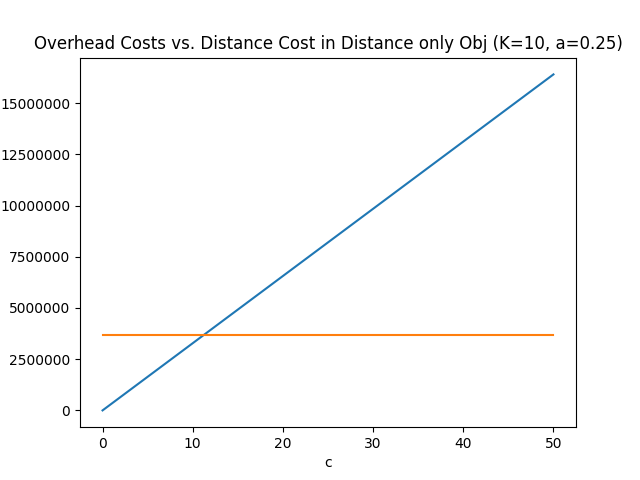 Overhead Costs vs. Distance Cost in Distance only Obj (K=10, a=0.25)
15000000
12500000
10000000
7500000
5000000
2500000
0
0 10 20 30 40 50
c